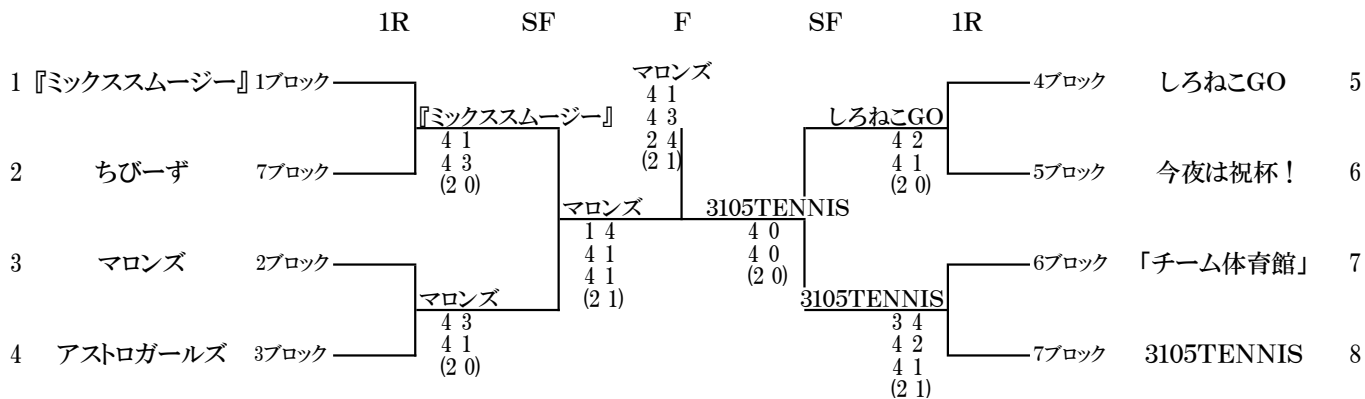 1R SF F SF 1R
1 『ミックススムージー』 1ブロック
『ミックススムージー』
4 1
4 3
(2 0)
2 ちびーず 7ブロック
マロンズ
1 4
4 1
4 1
(2 1)
3 マロンズ 2ブロック
マロンズ
4 3
4 1
(2 0)
4 アストロガールズ 3ブロック
マロンズ
4 1
4 3
2 4
(2 1)
4ブロック しろねこGO 5
しろねこGO
4 2
4 1
(2 0)
5ブロック 今夜は祝杯！ 6
3105TENNIS
4 0
4 0
(2 0)
6ブロック 「チーム体育館」 7
3105TENNIS
3 4
4 2
4 1
(2 1)
7ブロック 3105TENNIS 8